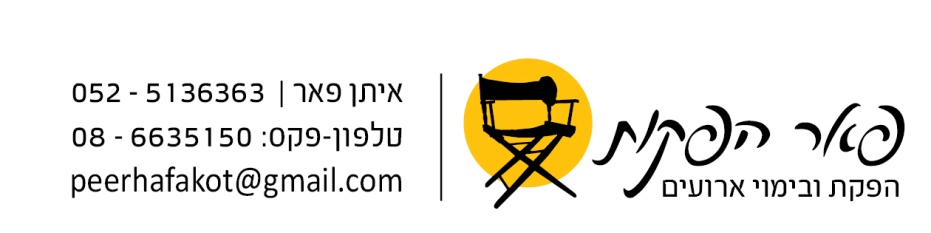 פאר הפקות
הפקת ובימוי ארועים
איתן פאר | 052 - 5136363
טלפון-פקס: 08 - 6635150
peerhafakot@gmail.com